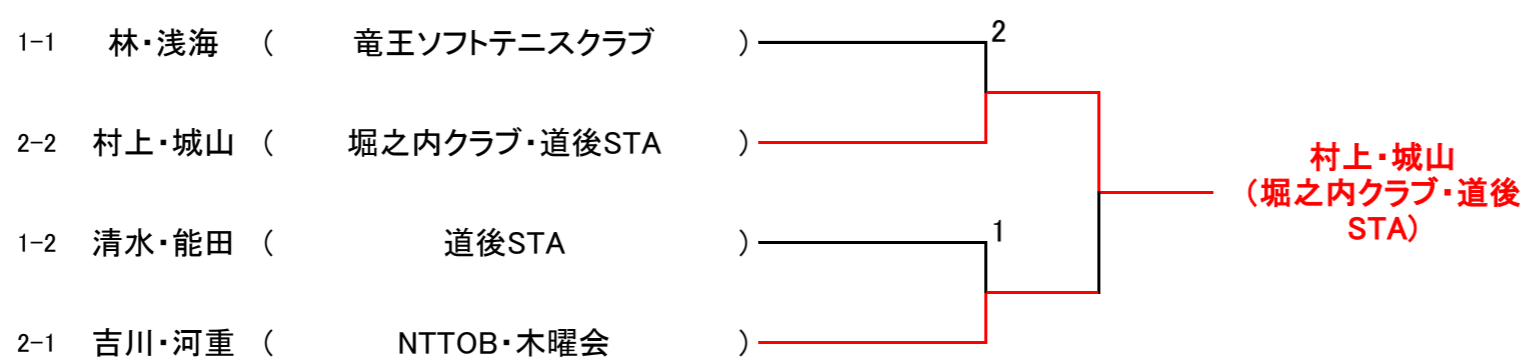 1-1 林・浅海 ( 竜王ソフトテニスクラブ ) 2
2-2 村上・城山 ( 堀之内クラブ・道後STA )
村上・城山
(堀之内クラブ・道後
STA)
1-2 清水・能田 ( 道後STA ) 1
2-1 吉川・河重 ( NTTOB・木曜会 )